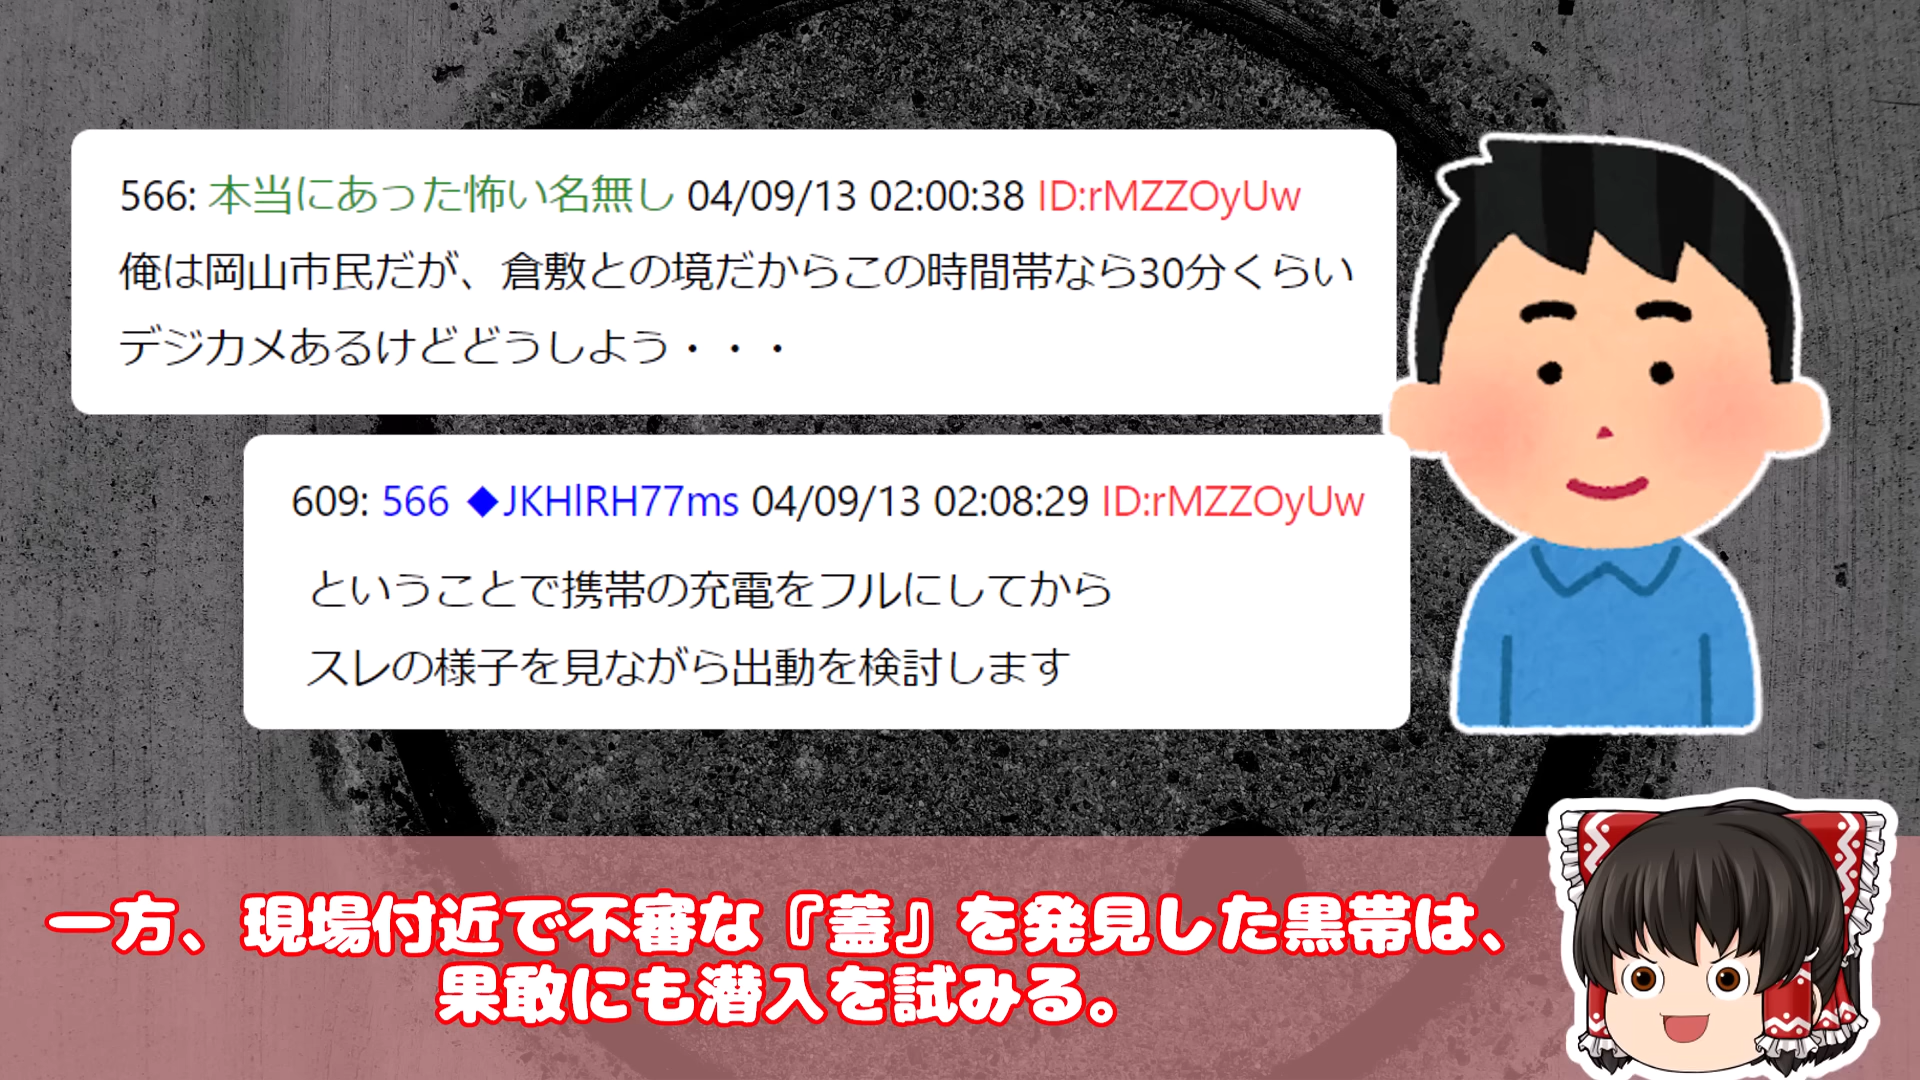 566: 本当にあった怖い名無し 04/09/13 02:00:38 ID:rMZZOyUw
俺は岡山市民だが、倉敷との境だからこの時間帯なら30分くらい
デジカメあるけどどうしよう・・・
609: 566 ◆JKHlRH77ms 04/09/13 02:08:29 ID:rMZZOyUw
ということで携帯の充電をフルにしてから
スレの様子を見ながら出動を検討します
一方、現場付近で不審な『蓋』を発見した黒帯は、
果敢にも潜入を試みる。